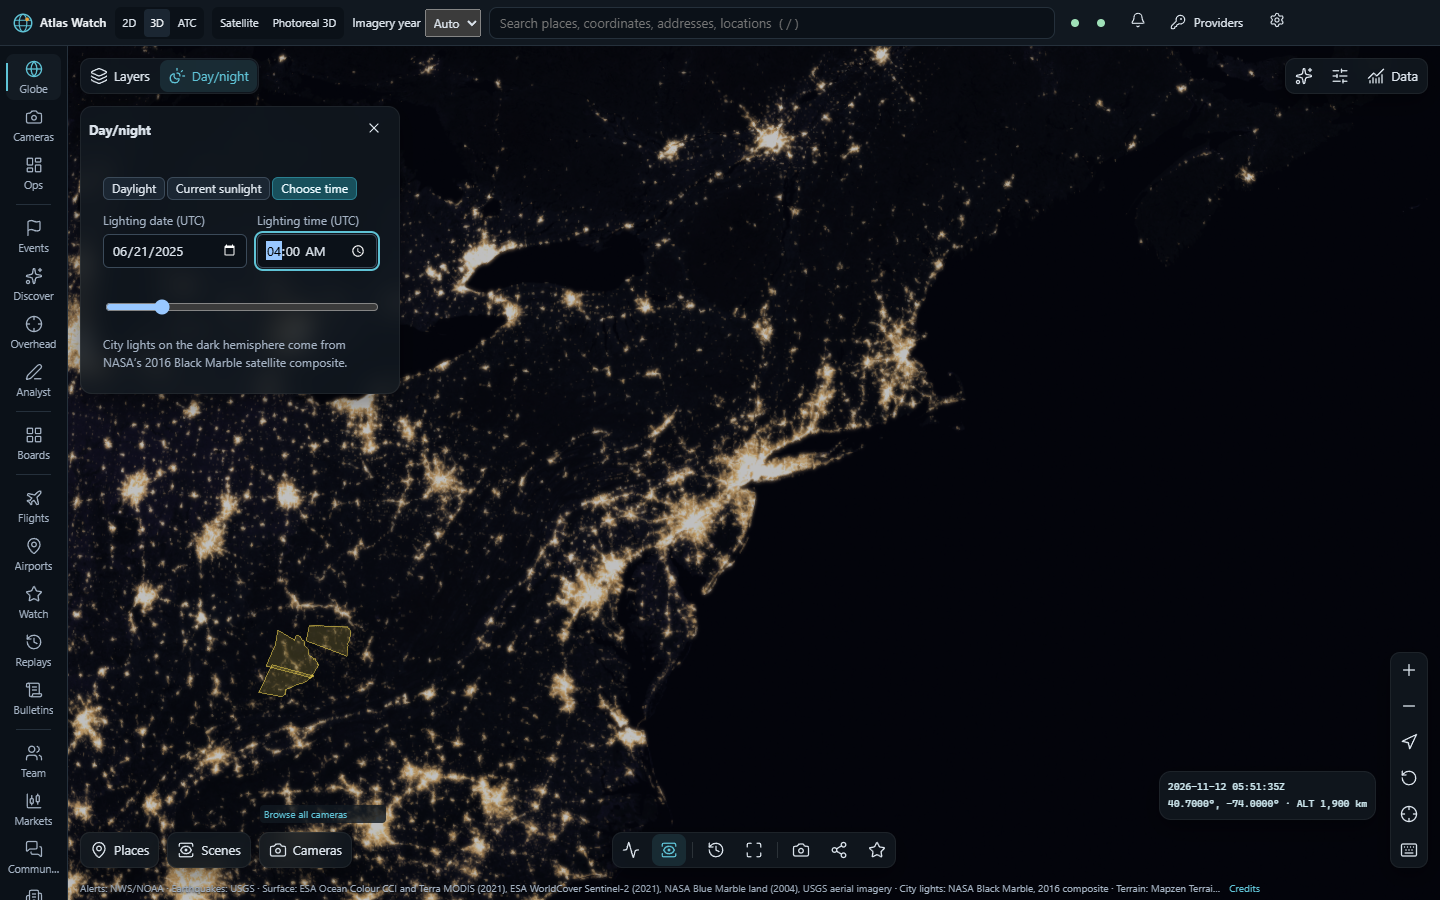 Atlas Watch
2D 3D ATC
Satellite Photoreal 3D
Imagery year Auto
Search places, coordinates, addresses, locations ( / )
Providers
Globe
Cameras
Ops
Events
Discover
Overhead
Analyst
Boards
Flights
Airports
Watch
Replays
Bulletins
Team
Markets
Commun...
Layers Day/night
Data
Day/night
Daylight Current sunlight Choose time
Lighting date (UTC) Lighting time (UTC)
06/21/2025 04:00 AM
City lights on the dark hemisphere come from
NASA's 2016 Black Marble satellite composite.
2026-11-12 05:51:35Z
40.7000°, -74.0000° · ALT 1,900 km
Browse all cameras
Places Scenes Cameras
Alerts: NWS/NOAA · Earthquakes: USGS · Surface: ESA Ocean Colour CCI and Terra MODIS (2021), ESA WorldCover Sentinel-2 (2021), NASA Blue Marble land (2004), USGS aerial imagery · City lights: NASA Black Marble, 2016 composite · Terrain: Mapzen Terrai... Credits